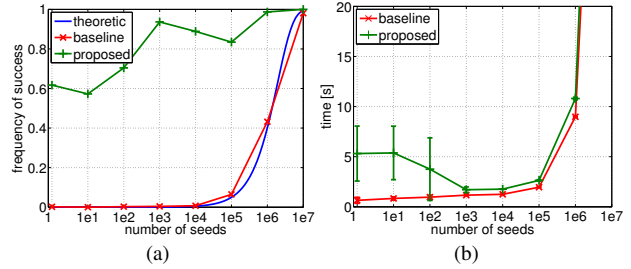 1
0.8
0.6
0.4
0.2
0
frequency of success
theoretic
baseline
proposed
1 1e1 1e2 1e3 1e4 1e5 1e6 1e7
number of seeds
(a)
20
15
10
5
0
time [s]
baseline
proposed
1 1e1 1e2 1e3 1e4 1e5 1e6 1e7
number of seeds
(b)